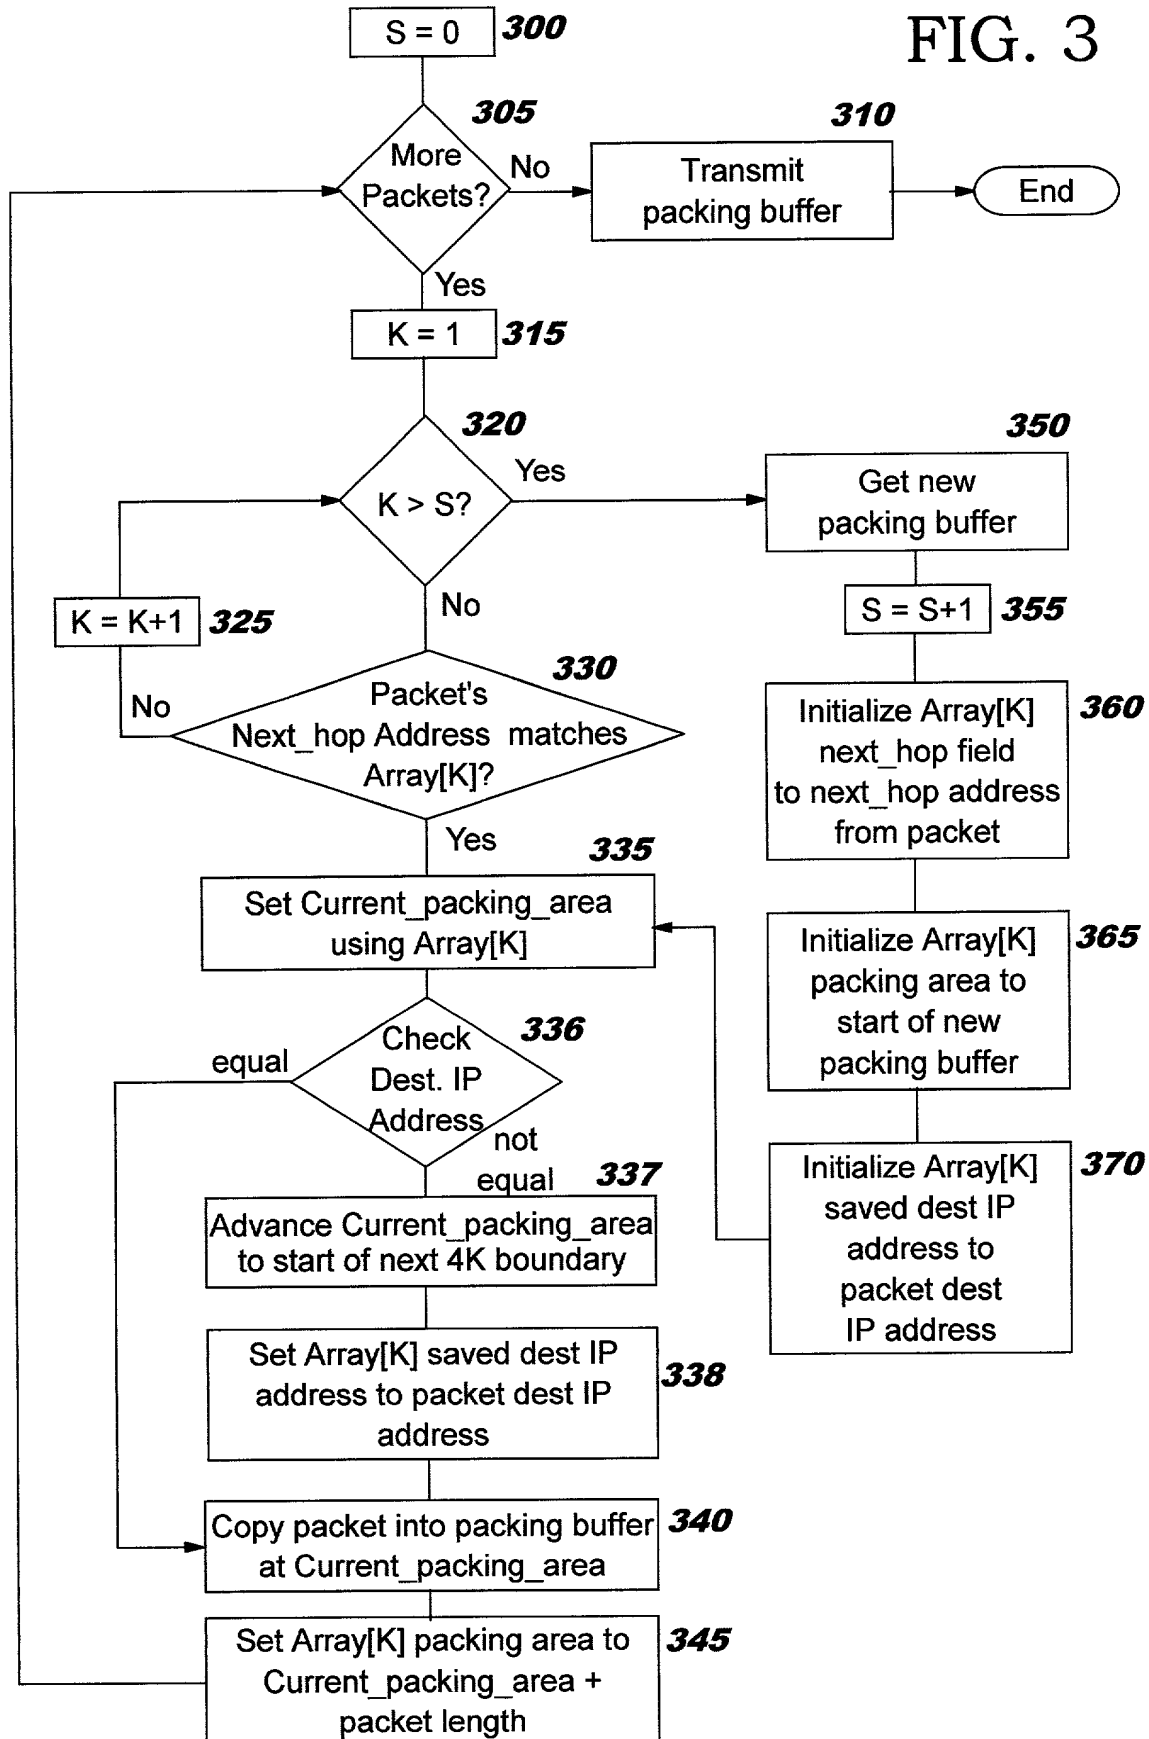 FIG. 3
S = 0
300
305
More
Packets?
No
310
Transmit
packing buffer
End
Yes
K = 1
315
320
K > S?
Yes
350
Get new
packing buffer
No
K = K+1
325
S = S+1
355
330
Packet's
Next_hop Address matches
Array[K]?
No
Yes
Initialize Array[K]
next_hop field
to next_hop address
from packet
360
335
Set Current_packing_area
using Array[K]
Initialize Array[K]
packing area to
start of new
packing buffer
365
336
Check
Dest. IP
Address
equal
not
equal
337
Advance Current_packing_area
to start of next 4K boundary
Initialize Array[K]
saved dest IP
address to
packet dest
IP address
370
Set Array[K] saved dest IP
address to packet dest IP
address
338
Copy packet into packing buffer
at Current_packing_area
340
Set Array[K] packing area to
Current_packing_area +
packet length
345